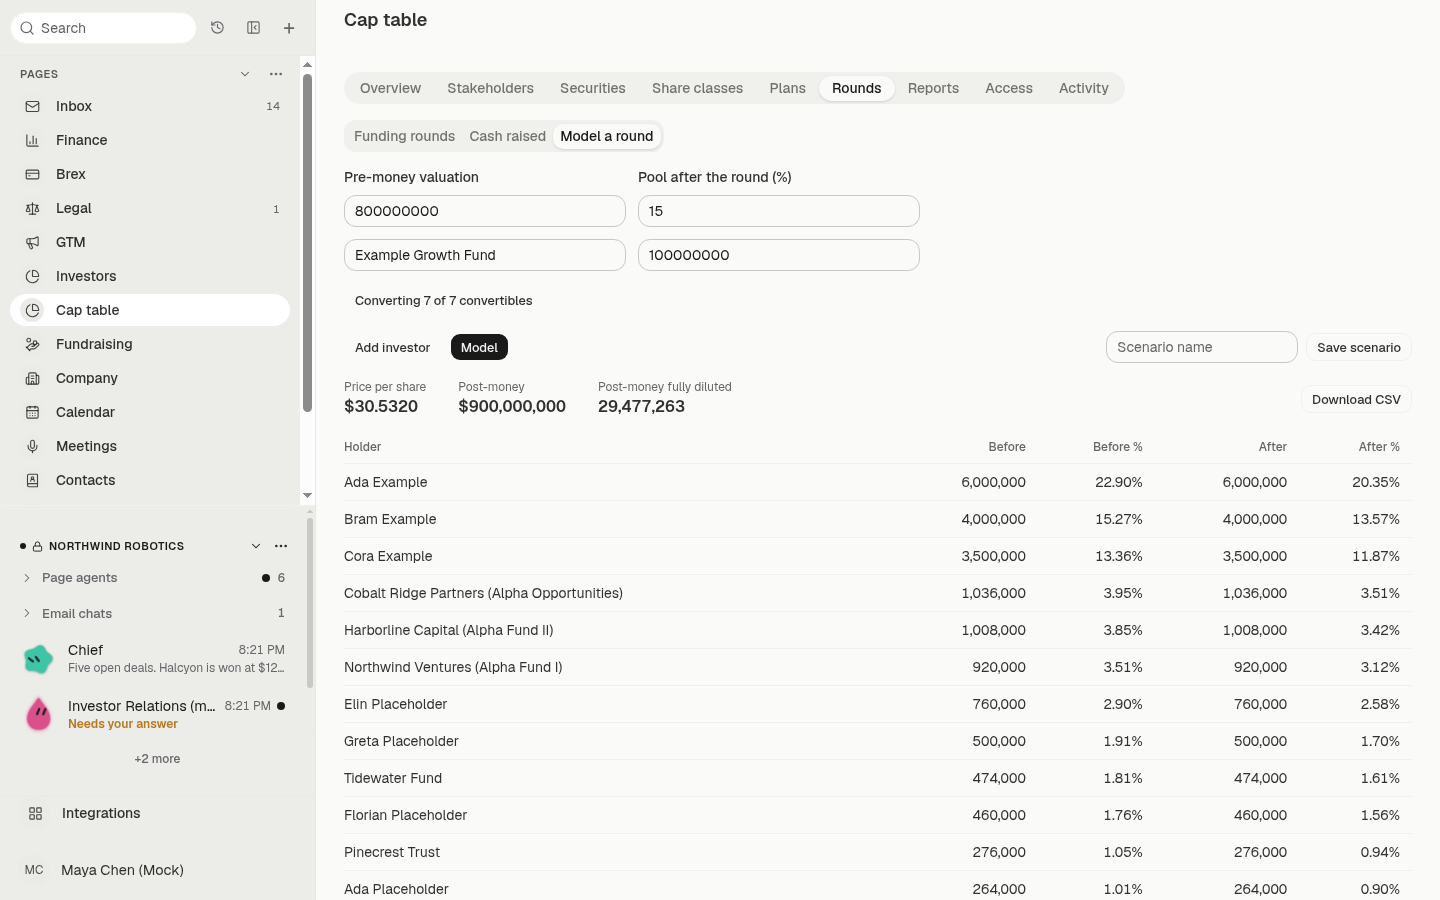 Search
PAGES
Inbox 14
Finance
Brex
Legal 1
GTM
Investors
Cap table
Fundraising
Company
Calendar
Meetings
Contacts
NORTHWIND ROBOTICS
Page agents 6
Email chats 1
Chief 8:21 PM
Five open deals. Halcyon is won at $12…
Investor Relations (m… 8:21 PM
Needs your answer
+2 more
Integrations
MC Maya Chen (Mock)
Cap table
Overview Stakeholders Securities Share classes Plans Rounds Reports Access Activity
Funding rounds Cash raised Model a round
Pre-money valuation Pool after the round (%)
800000000 15
Example Growth Fund 100000000
Converting 7 of 7 convertibles
Add investor Model Scenario name Save scenario
Price per share Post-money Post-money fully diluted
$30.5320 $900,000,000 29,477,263 Download CSV
Holder Before Before % After After %
Ada Example 6,000,000 22.90% 6,000,000 20.35%
Bram Example 4,000,000 15.27% 4,000,000 13.57%
Cora Example 3,500,000 13.36% 3,500,000 11.87%
Cobalt Ridge Partners (Alpha Opportunities) 1,036,000 3.95% 1,036,000 3.51%
Harborline Capital (Alpha Fund II) 1,008,000 3.85% 1,008,000 3.42%
Northwind Ventures (Alpha Fund I) 920,000 3.51% 920,000 3.12%
Elin Placeholder 760,000 2.90% 760,000 2.58%
Greta Placeholder 500,000 1.91% 500,000 1.70%
Tidewater Fund 474,000 1.81% 474,000 1.61%
Florian Placeholder 460,000 1.76% 460,000 1.56%
Pinecrest Trust 276,000 1.05% 276,000 0.94%
Ada Placeholder 264,000 1.01% 264,000 0.90%